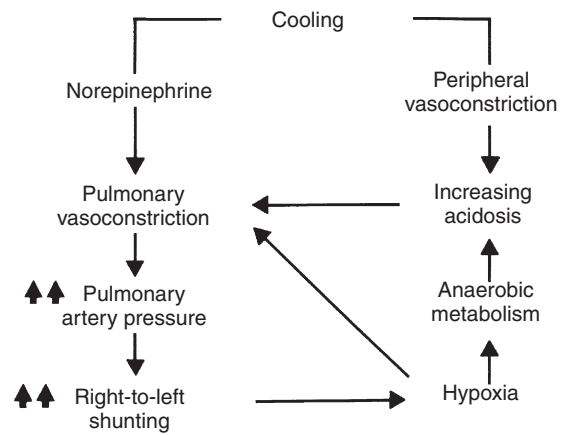 Cooling
Norepinephrine
Peripheral
vasoconstriction
Pulmonary
vasoconstriction
Increasing
acidosis
Pulmonary
artery pressure
Anaerobic
metabolism
Right-to-left
shunting
Hypoxia